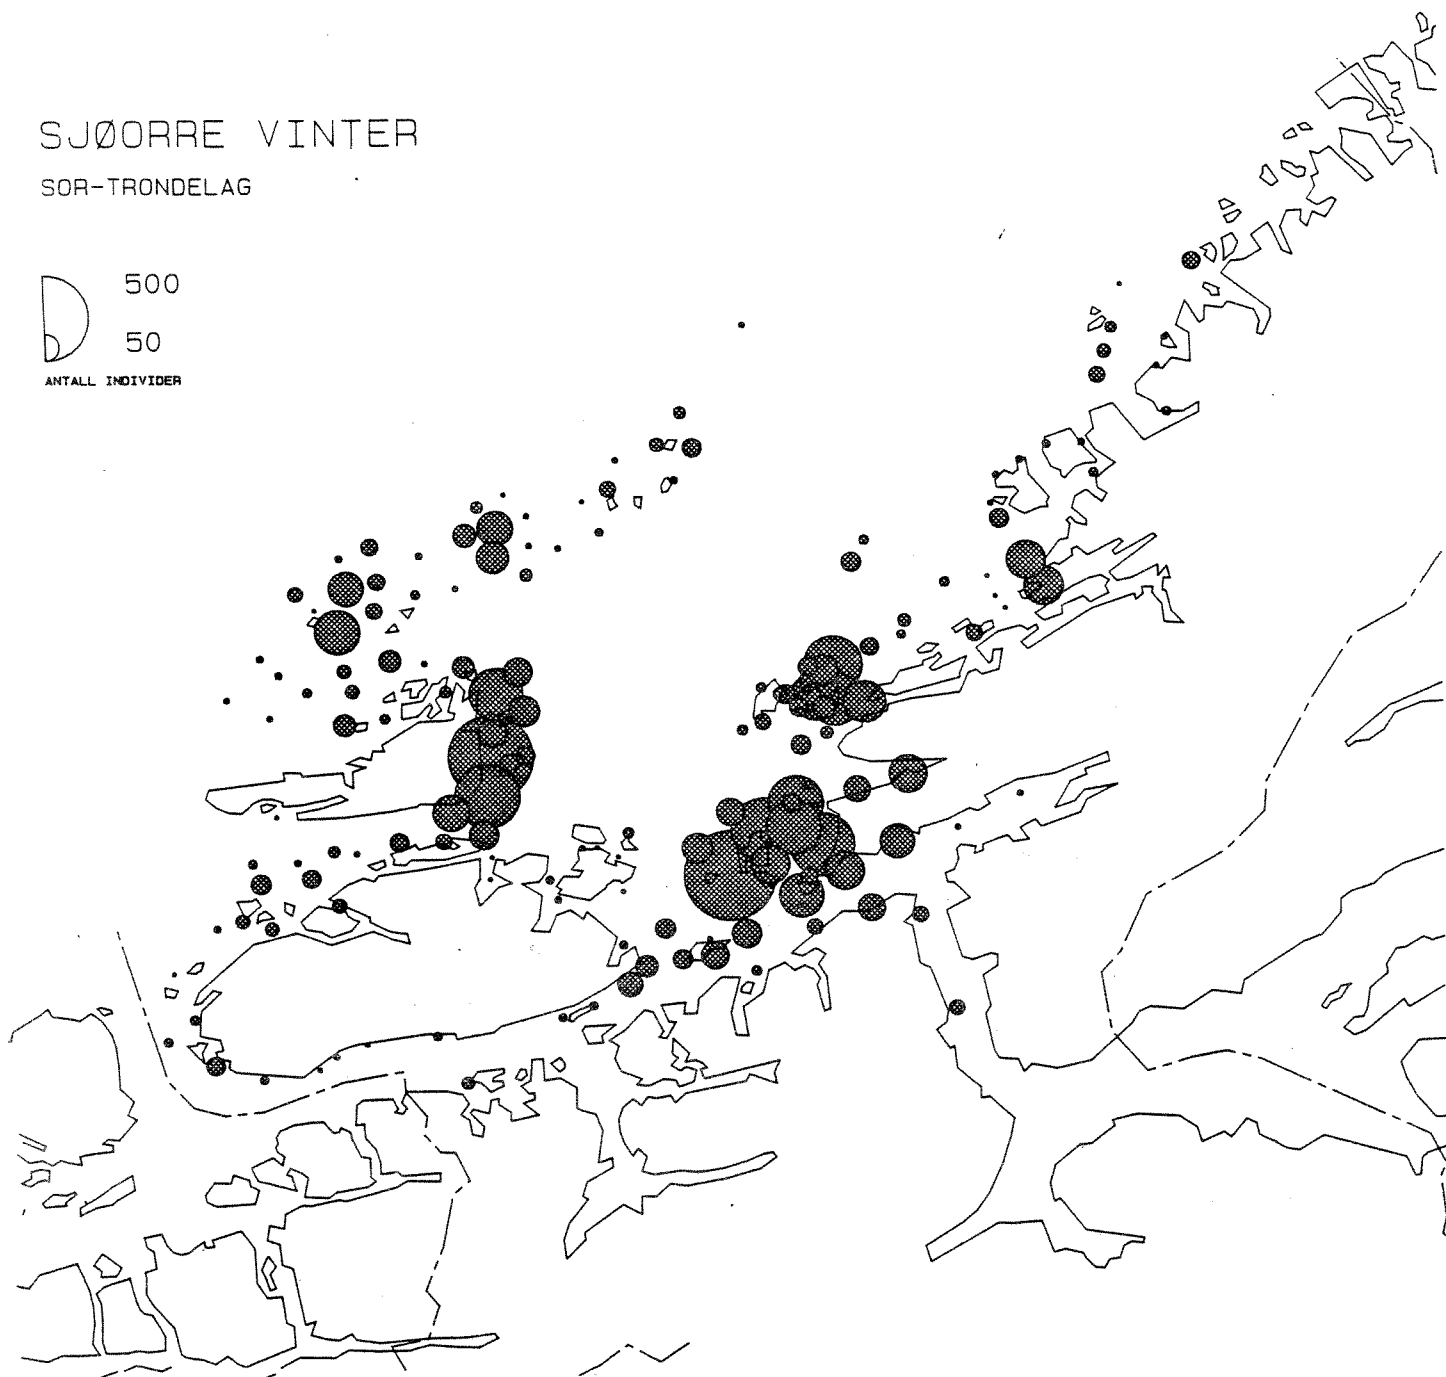 SJØORRE VINTER
SOR-TRONDELAG
500
50
ANTALL INDIVIDER